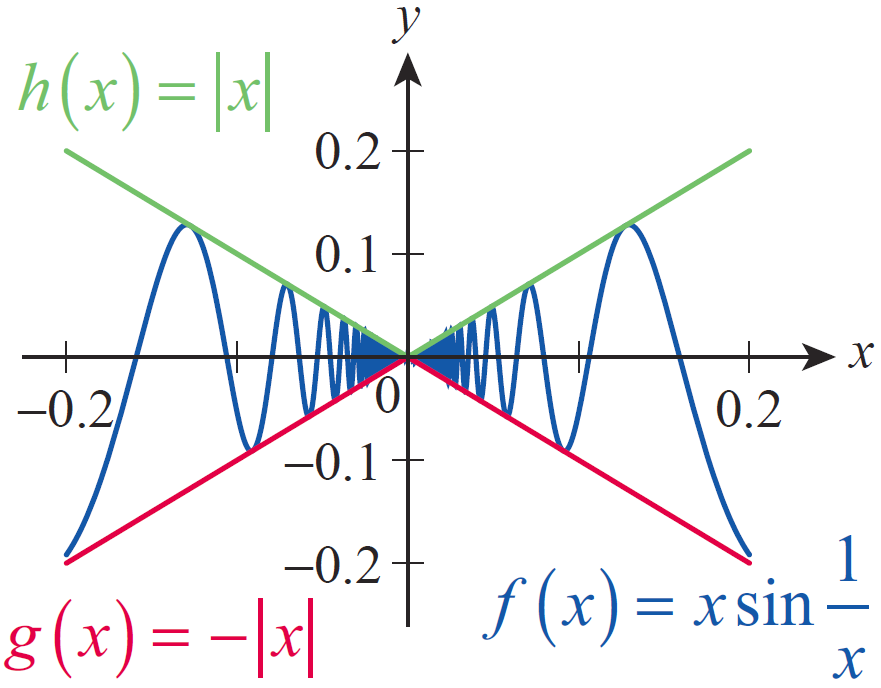 y
h(x) = |x|
0.2
0.1
x
−0.2
0
0.2
−0.1
−0.2
g(x) = −|x|
f(x) = x sin 1/x